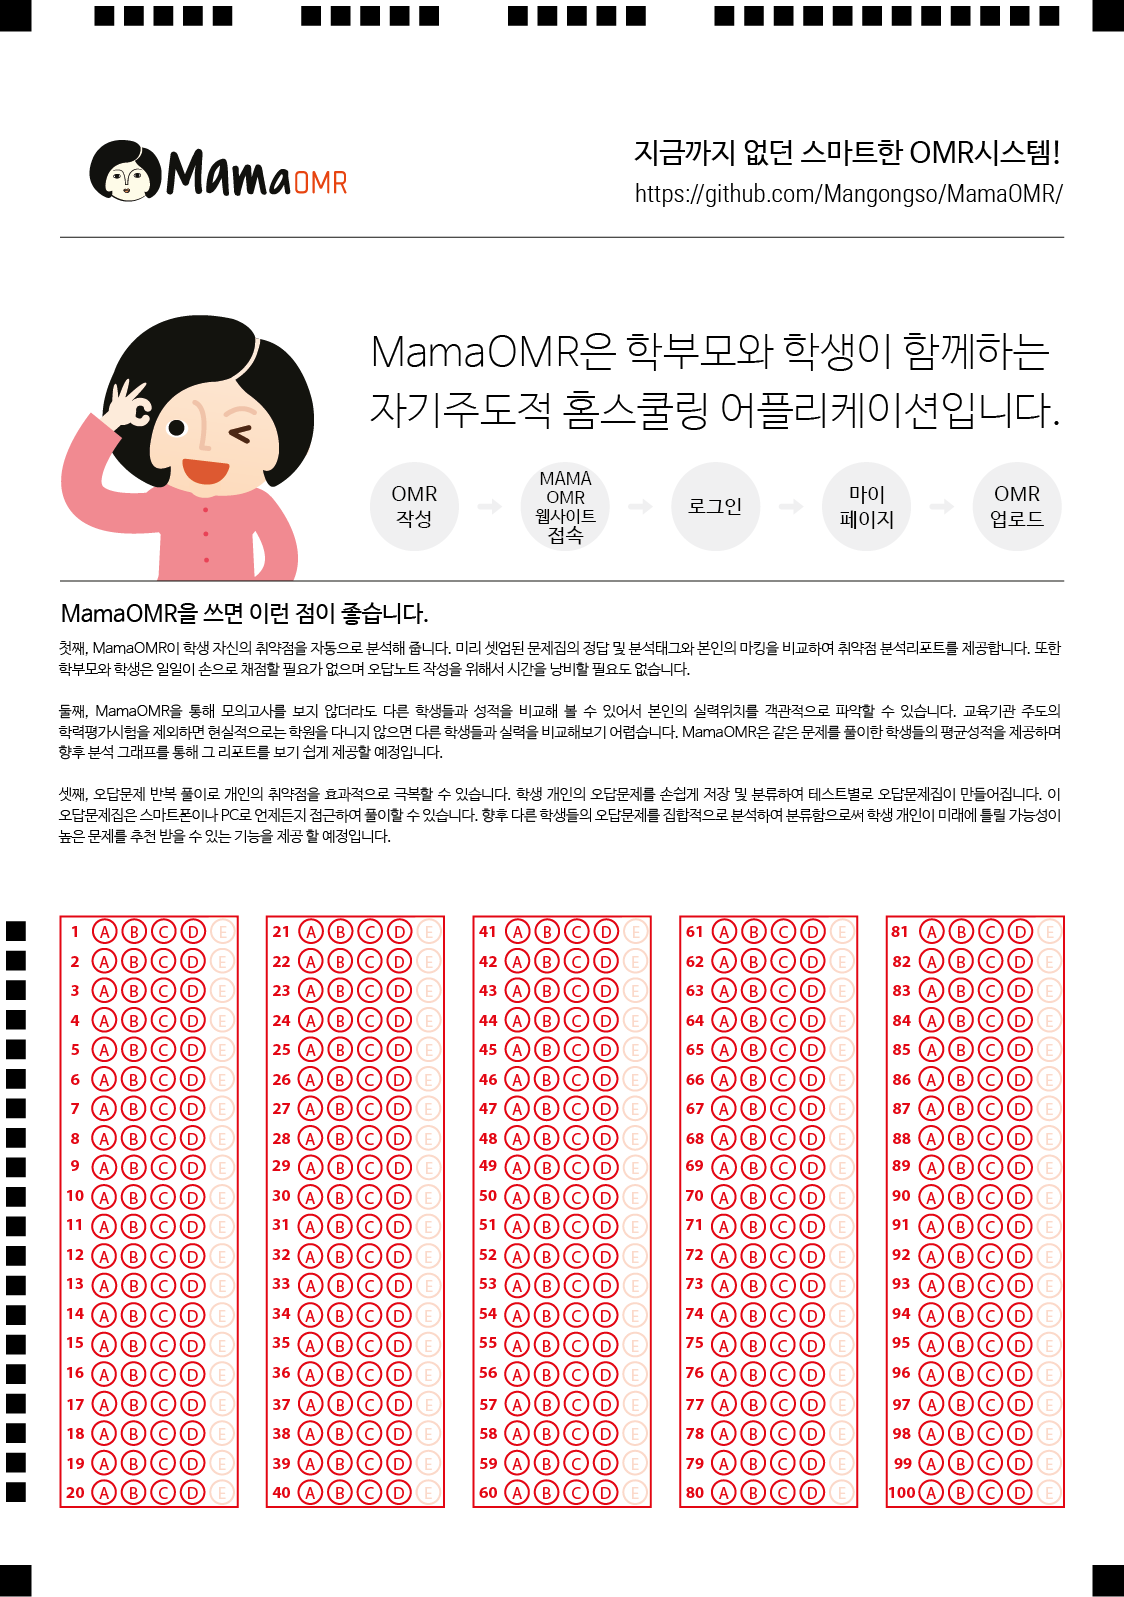 MamaOMR
지금까지 없던 스마트한 OMR시스템!
https://github.com/Mangongso/MamaOMR/
MamaOMR은 학부모와 학생이 함께하는
자기주도적 홈스쿨링 어플리케이션입니다.
OMR
작성
MAMA
OMR
웹사이트
접속
로그인
마이
페이지
OMR
업로드
MamaOMR을 쓰면 이런 점이 좋습니다.
첫째, MamaOMR이 학생 자신의 취약점을 자동으로 분석해 줍니다. 미리 셋업된 문제집의 정답 및 분석태그와 본인의 마킹을 비교하여 취약점 분석리포트를 제공합니다. 또한
학부모와 학생은 일일이 손으로 채점할 필요가 없으며 오답노트 작성을 위해서 시간을 낭비할 필요도 없습니다.
둘째, MamaOMR을 통해 모의고사를 보지 않더라도 다른 학생들과 성적을 비교해 볼 수 있어서 본인의 실력위치를 객관적으로 파악할 수 있습니다. 교육기관 주도의
학력평가시험을 제외하면 현실적으로는 학원을 다니지 않으면 다른 학생들과 실력을 비교해보기 어렵습니다. MamaOMR은 같은 문제를 풀이한 학생들의 평균성적을 제공하며
향후 분석 그래프를 통해 그 리포트를 보기 쉽게 제공할 예정입니다.
셋째, 오답문제 반복 풀이로 개인의 취약점을 효과적으로 극복할 수 있습니다. 학생 개인의 오답문제를 손쉽게 저장 및 분류하여 테스트별로 오답문제집이 만들어집니다. 이
오답문제집은 스마트폰이나 PC로 언제든지 접근하여 풀이할 수 있습니다. 향후 다른 학생들의 오답문제를 집합적으로 분석하여 분류함으로써 학생 개인이 미래에 틀릴 가능성이
높은 문제를 추천 받을 수 있는 기능을 제공 할 예정입니다.
1 A B C D E 21 A B C D E 41 A B C D E 61 A B C D E 81 A B C D E
2 A B C D E 22 A B C D E 42 A B C D E 62 A B C D E 82 A B C D E
3 A B C D E 23 A B C D E 43 A B C D E 63 A B C D E 83 A B C D E
4 A B C D E 24 A B C D E 44 A B C D E 64 A B C D E 84 A B C D E
5 A B C D E 25 A B C D E 45 A B C D E 65 A B C D E 85 A B C D E
6 A B C D E 26 A B C D E 46 A B C D E 66 A B C D E 86 A B C D E
7 A B C D E 27 A B C D E 47 A B C D E 67 A B C D E 87 A B C D E
8 A B C D E 28 A B C D E 48 A B C D E 68 A B C D E 88 A B C D E
9 A B C D E 29 A B C D E 49 A B C D E 69 A B C D E 89 A B C D E
10 A B C D E 30 A B C D E 50 A B C D E 70 A B C D E 90 A B C D E
11 A B C D E 31 A B C D E 51 A B C D E 71 A B C D E 91 A B C D E
12 A B C D E 32 A B C D E 52 A B C D E 72 A B C D E 92 A B C D E
13 A B C D E 33 A B C D E 53 A B C D E 73 A B C D E 93 A B C D E
14 A B C D E 34 A B C D E 54 A B C D E 74 A B C D E 94 A B C D E
15 A B C D E 35 A B C D E 55 A B C D E 75 A B C D E 95 A B C D E
16 A B C D E 36 A B C D E 56 A B C D E 76 A B C D E 96 A B C D E
17 A B C D E 37 A B C D E 57 A B C D E 77 A B C D E 97 A B C D E
18 A B C D E 38 A B C D E 58 A B C D E 78 A B C D E 98 A B C D E
19 A B C D E 39 A B C D E 59 A B C D E 79 A B C D E 99 A B C D E
20 A B C D E 40 A B C D E 60 A B C D E 80 A B C D E 100 A B C D E